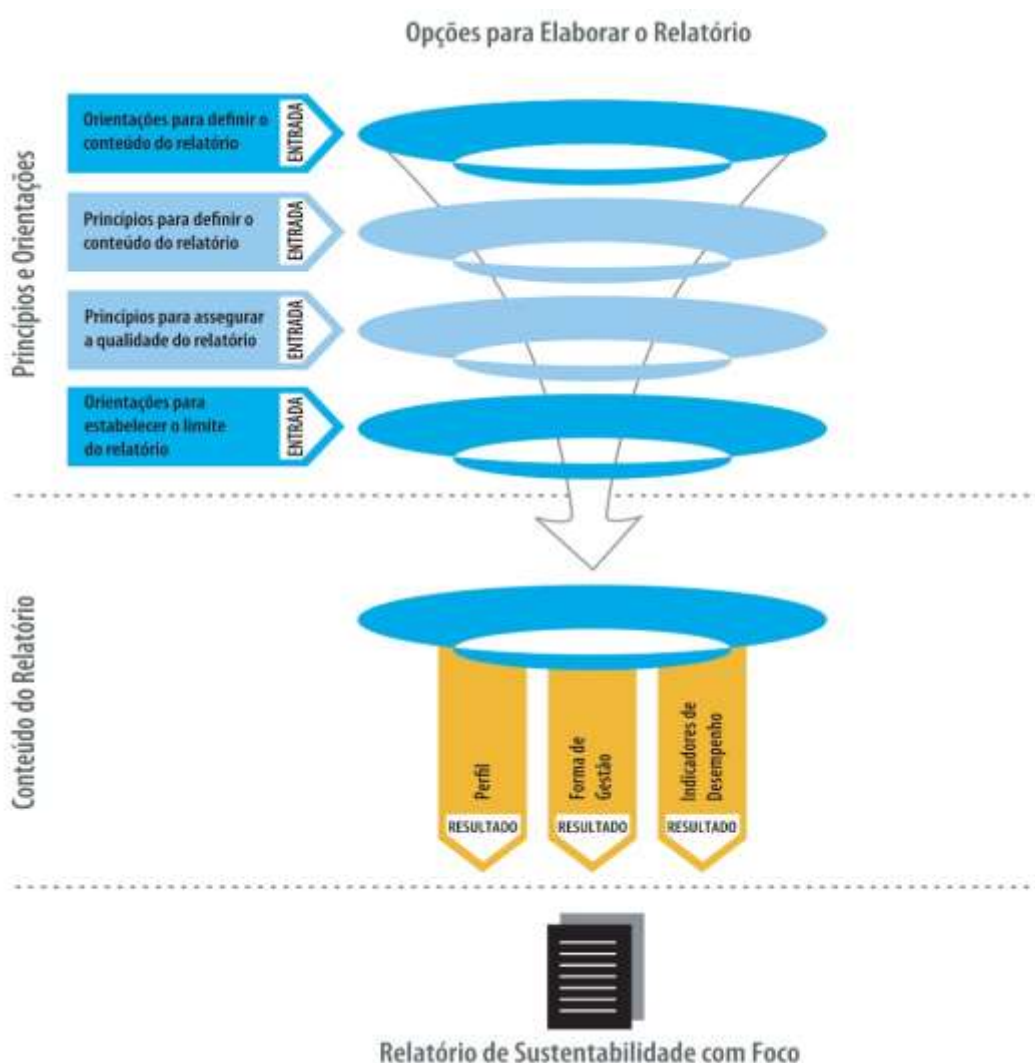 Opções para Elaborar o Relatório
Princípios e Orientações
Orientações para definir o
conteúdo do relatório
ENTRADA
Princípios para definir o
conteúdo do relatório
ENTRADA
Princípios para assegurar
a qualidade do relatório
ENTRADA
Orientações para
estabelecer o limite
do relatório
ENTRADA
Conteúdo do Relatório
Perfil
RESULTADO
Forma de
Gestão
RESULTADO
Indicadores de
Desempenho
RESULTADO
Relatório de Sustentabilidade com Foco